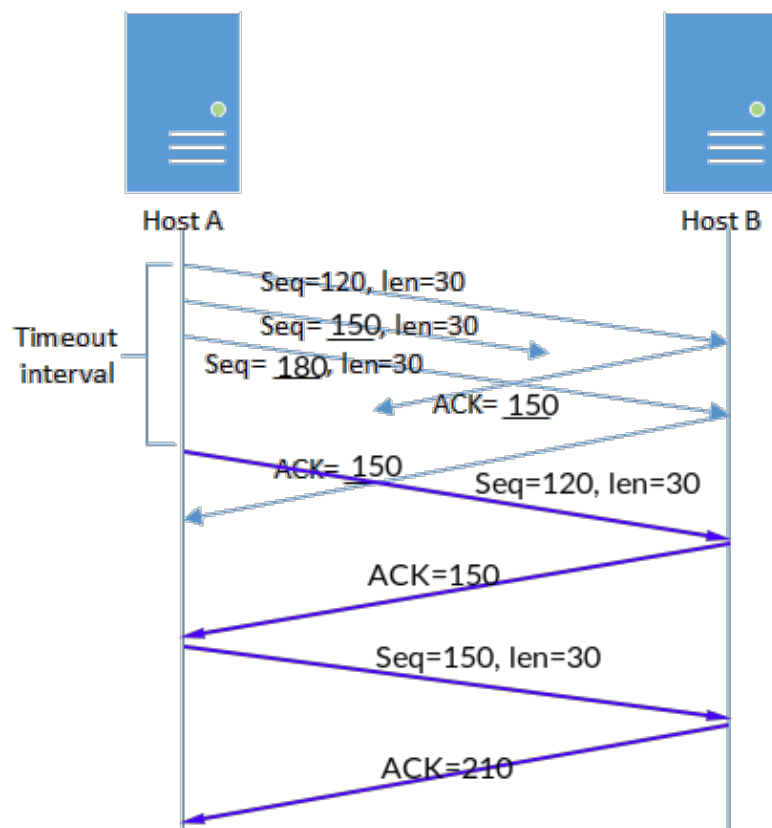 Host A
Host B
Seq=120, len=30
Timeout
interval
Seq= 150, len=30
Seq= 180, len=30
ACK= 150
ACK= 150
Seq=120, len=30
ACK=150
Seq=150, len=30
ACK=210